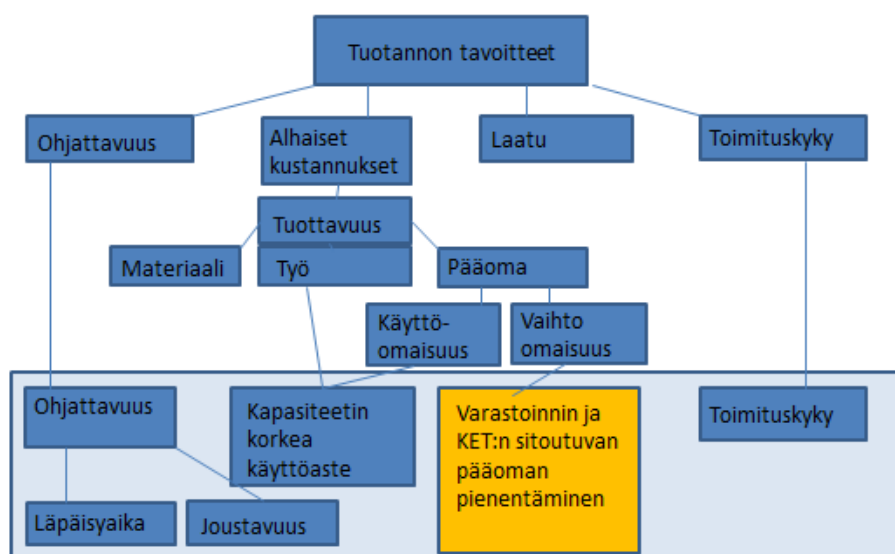 Tuotannon tavoitteet
Ohjattavuus
Alhaiset
kustannukset
Laatu
Toimituskyky
Tuottavuus
Materiaali
Työ
Pääoma
Käyttö-
omaisuus
Vaihto
omaisuus
Ohjattavuus
Kapasiteetin
korkea
käyttöaste
Varastoinnin ja
KET:n sitoutuvan
pääoman
pienentäminen
Toimituskyky
Läpäisyaika
Joustavuus